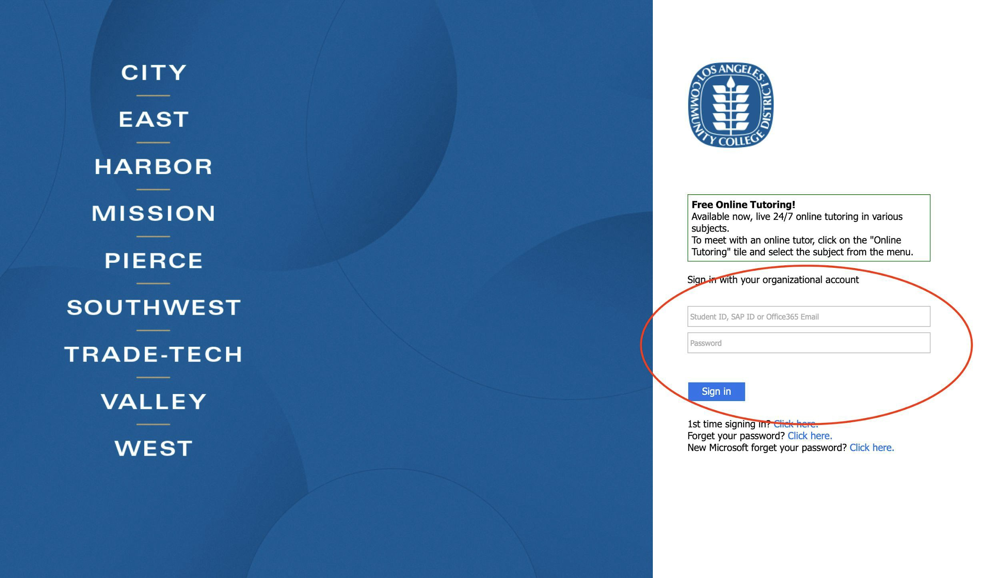 CITY
EAST
HARBOR
MISSION
PIERCE
SOUTHWEST
TRADE-TECH
VALLEY
WEST
LOS ANGELES · COMMUNITY COLLEGE DISTRICT ·
Free Online Tutoring!
Available now, live 24/7 online tutoring in various
subjects.
To meet with an online tutor, click on the "Online
Tutoring" tile and select the subject from the menu.
Sign in with your organizational account
Student ID, SAP ID or Office365 Email
Password
Sign in
1st time signing in? Click here.
Forget your password? Click here.
New Microsoft forget your password? Click here.